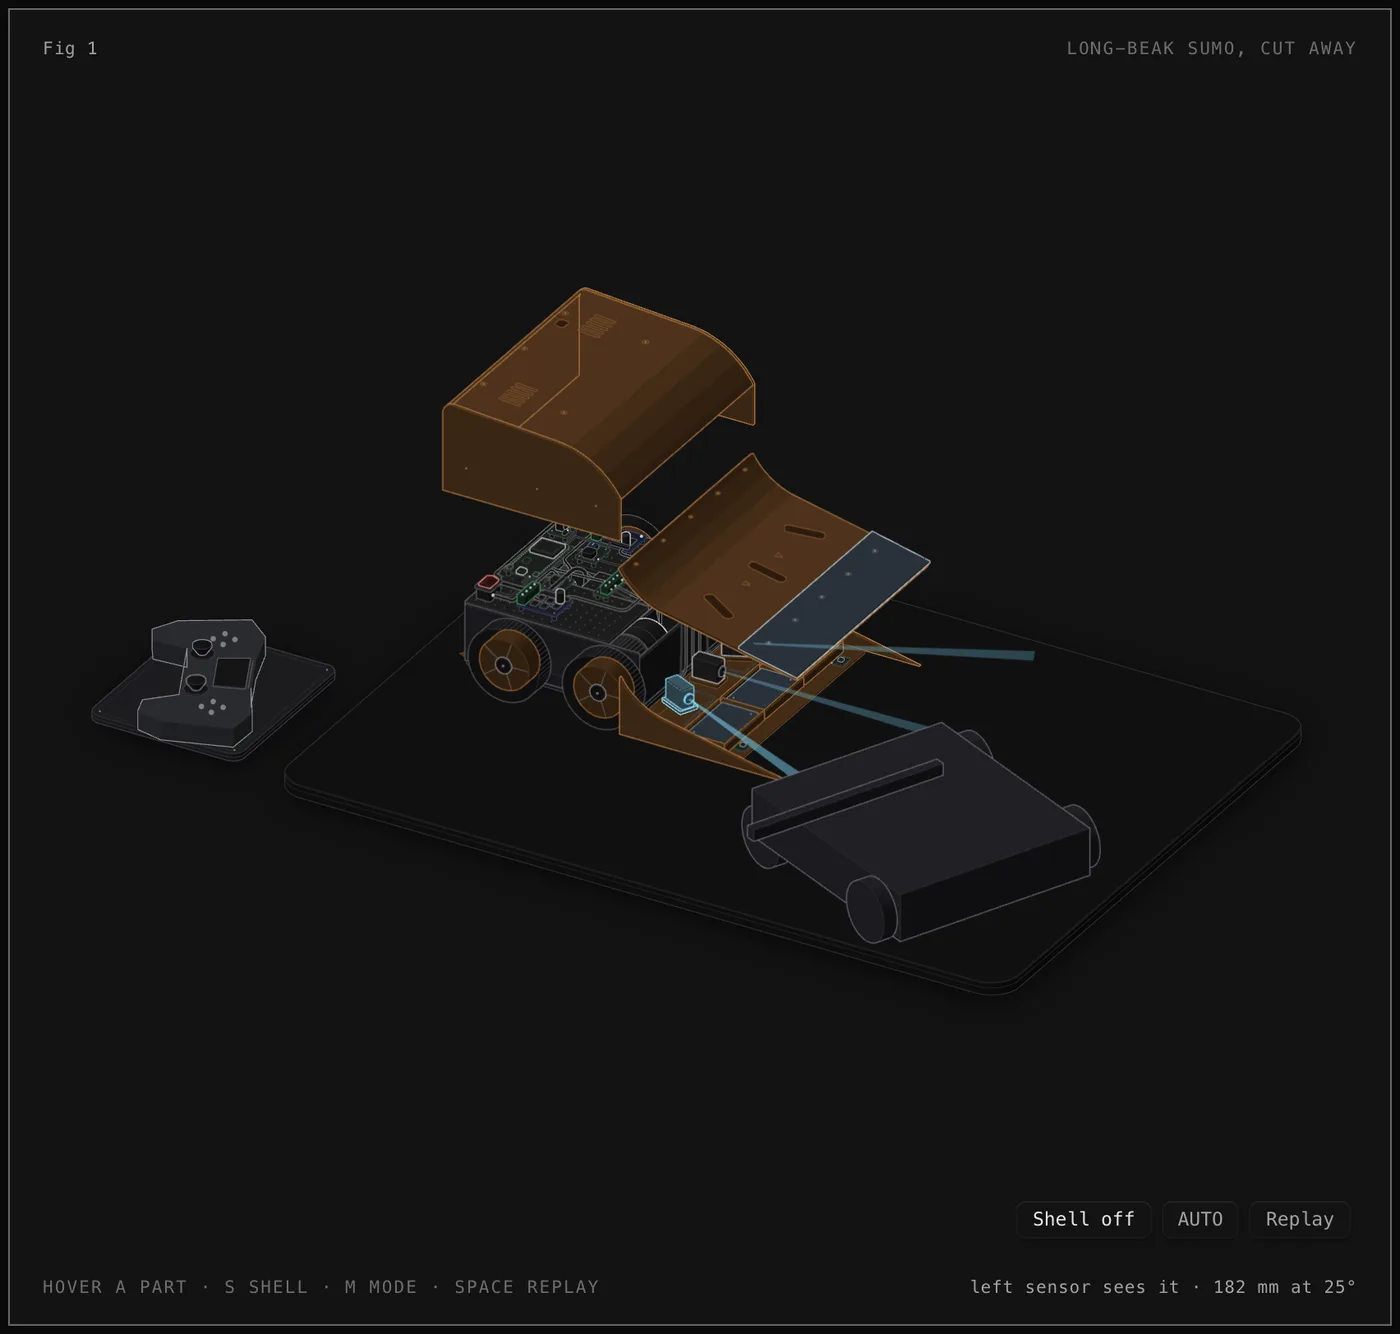 Fig 1
LONG–BEAK SUMO, CUT AWAY
Shell off
AUTO
Replay
HOVER A PART · S SHELL · M MODE · SPACE REPLAY
left sensor sees it · 182 mm at 25°